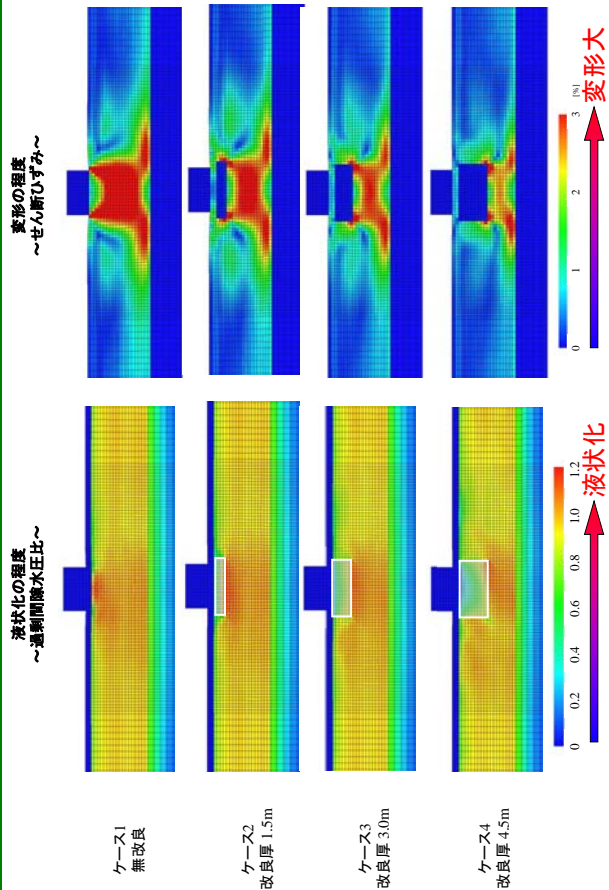 液状化の程度
～過剰間隙水圧比～
変形の程度
～せん断ひずみ～
ケース1
無改良
ケース2
改良厚 1.5m
ケース3
改良厚 3.0m
ケース4
改良厚 4.5m
0 0.2 0.4 0.6 0.8 1.0 1.2
液状化
0 1 2 3 [%]
変形大